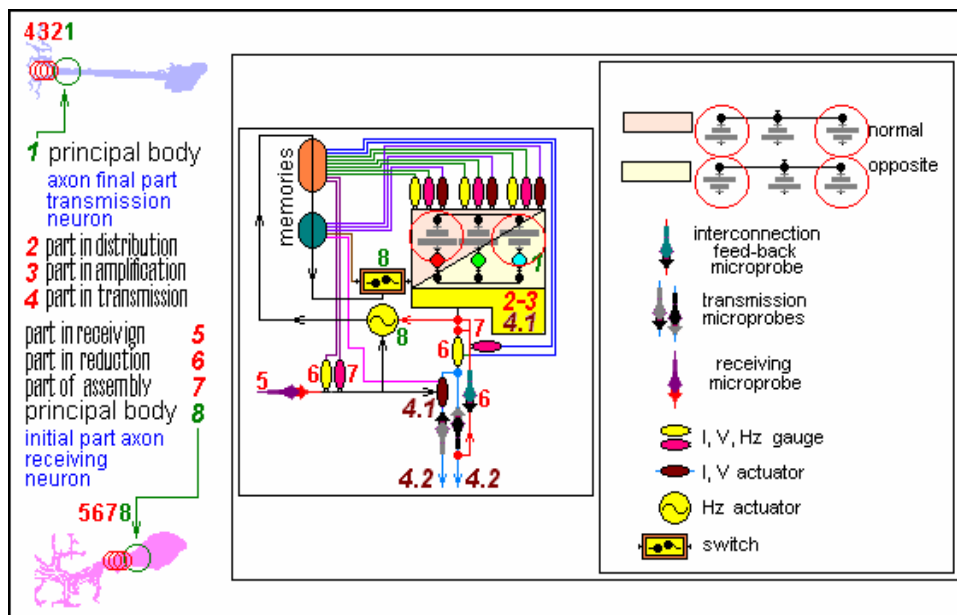 4321
1 principal body
axon final part
transmission
neuron
2 part in distribution
3 part in amplification
4 part in transmission
part in receivign 5
part in reduction 6
part of assembly 7
principal body 8
initial part axon
receiving
neuron
5678
memories
8
1
2-3
4.1
8
7
6
5
6
7
6
4.1
4.2
4.2
normal
opposite
interconnection
feed-back
microprobe
transmission
microprobes
receiving
microprobe
I, V, Hz gauge
I, V actuator
Hz actuator
switch